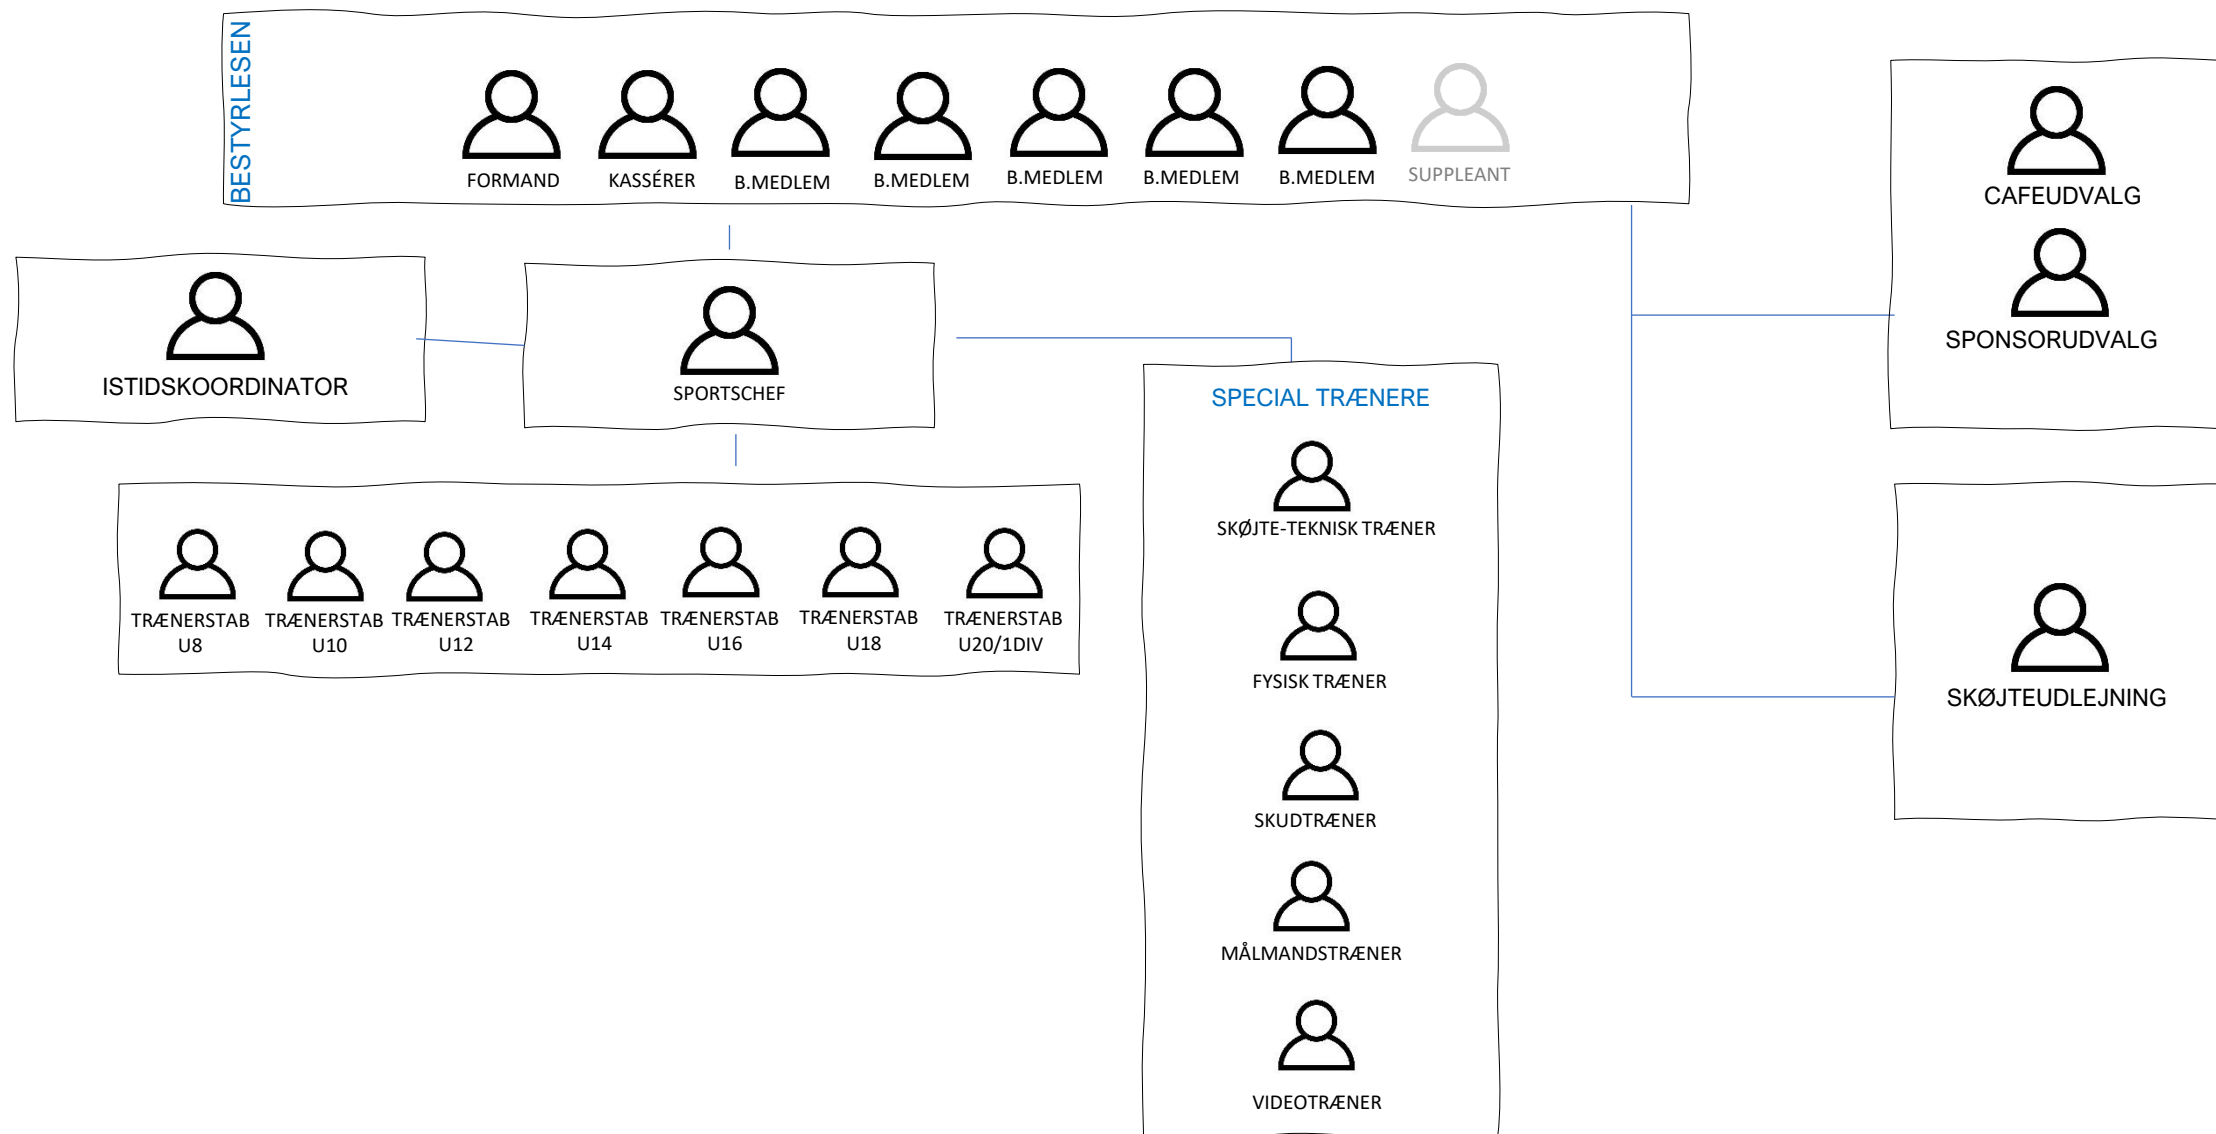 BESTYRLESEN
FORMAND
KASSÉRER
B.MEDLEM
B.MEDLEM
B.MEDLEM
B.MEDLEM
B.MEDLEM
SUPPLEANT
CAFEUDVALG
SPONSORUDVALG
ISTIDSKOORDINATOR
SPORTSCHEF
SPECIAL TRÆNERE
SKØJTE-TEKNISK TRÆNER
FYSISK TRÆNER
SKUDTRÆNER
MÅLMANDSTRÆNER
VIDEOTRÆNER
TRÆNERSTAB
U8
TRÆNERSTAB
U10
TRÆNERSTAB
U12
TRÆNERSTAB
U14
TRÆNERSTAB
U16
TRÆNERSTAB
U18
TRÆNERSTAB
U20/1DIV
SKØJTEUDLEJNING